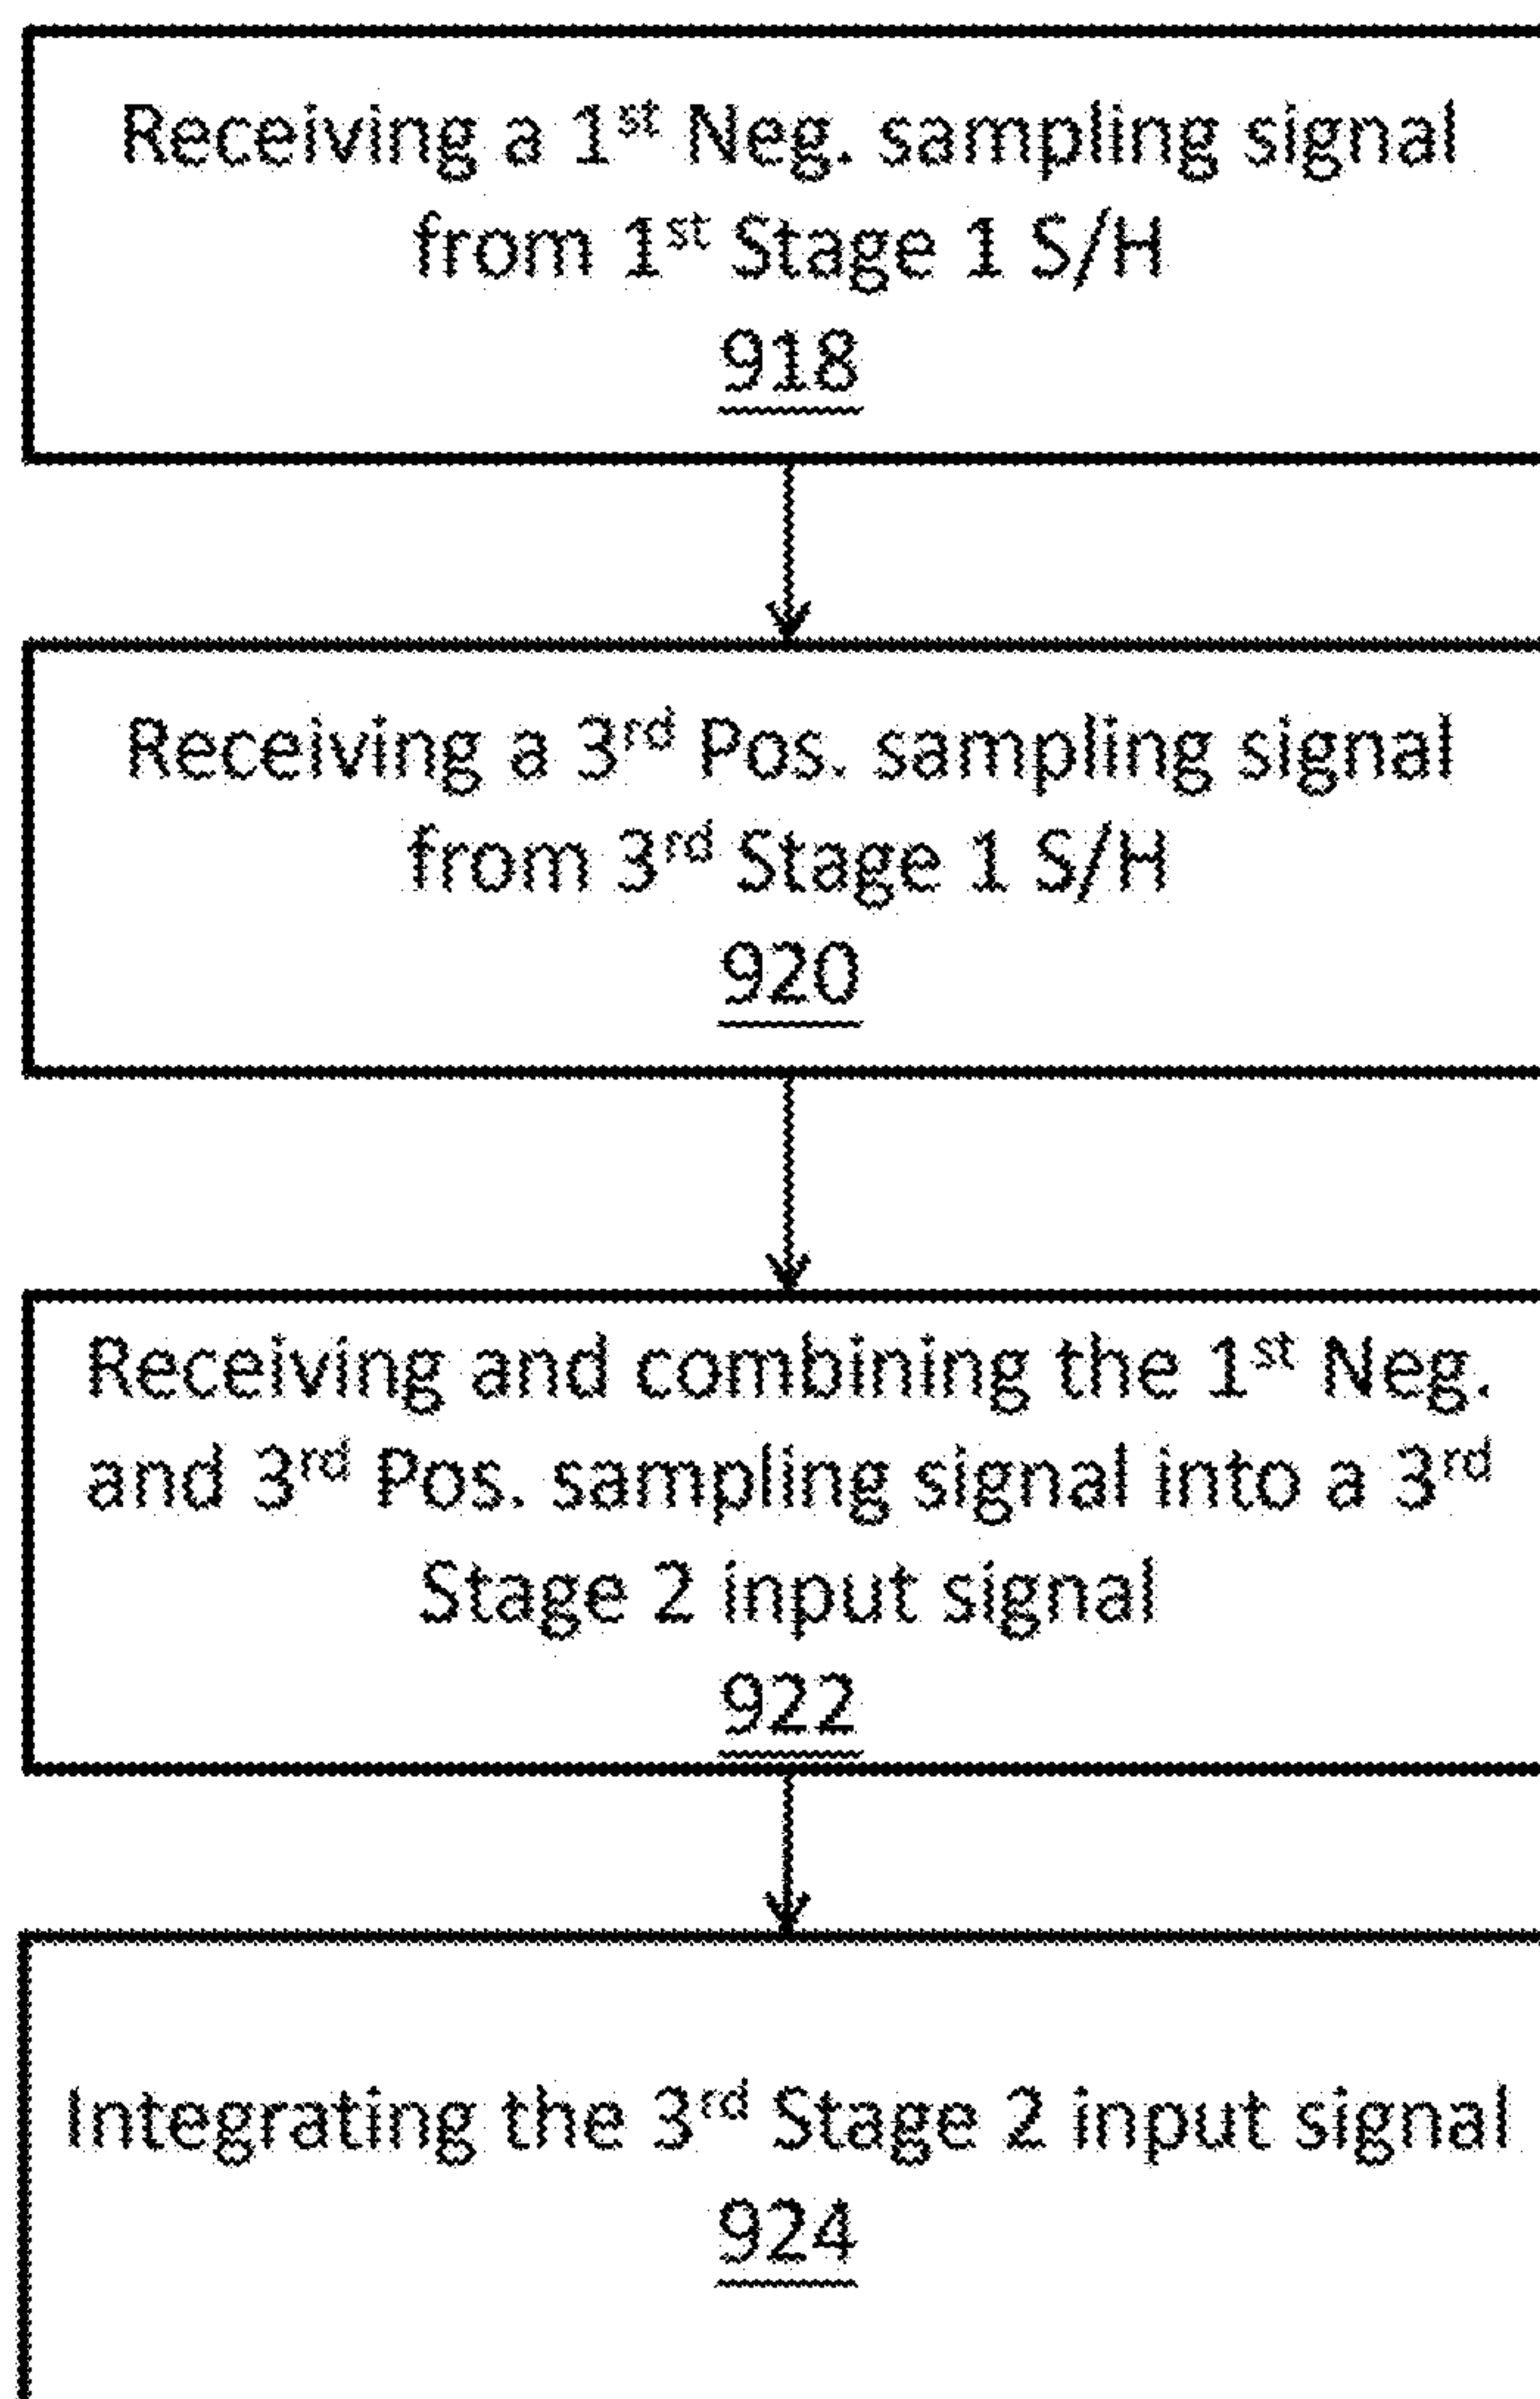 Receiving a 1st Neg. sampling signal
from 1st Stage 1 S/H
918
Receiving a 3rd Pos. sampling signal
from 3rd Stage 1 S/H
920
Receiving and combining the 1st Neg.
and 3rd Pos. sampling signal into a 3rd
Stage 2 input signal
922
Integrating the 3rd Stage 2 input signal
924